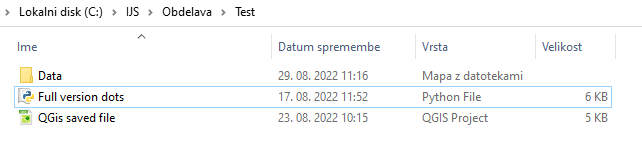 Lokalni disk (C:) > IJS > Obdelava > Test
Ime Datum spremembe Vrsta Velikost
Data 29. 08. 2022 11:16 Mapa z datotekami
Full version dots 17. 08. 2022 11:52 Python File 6 KB
QGis saved file 23. 08. 2022 10:15 QGIS Project 5 KB